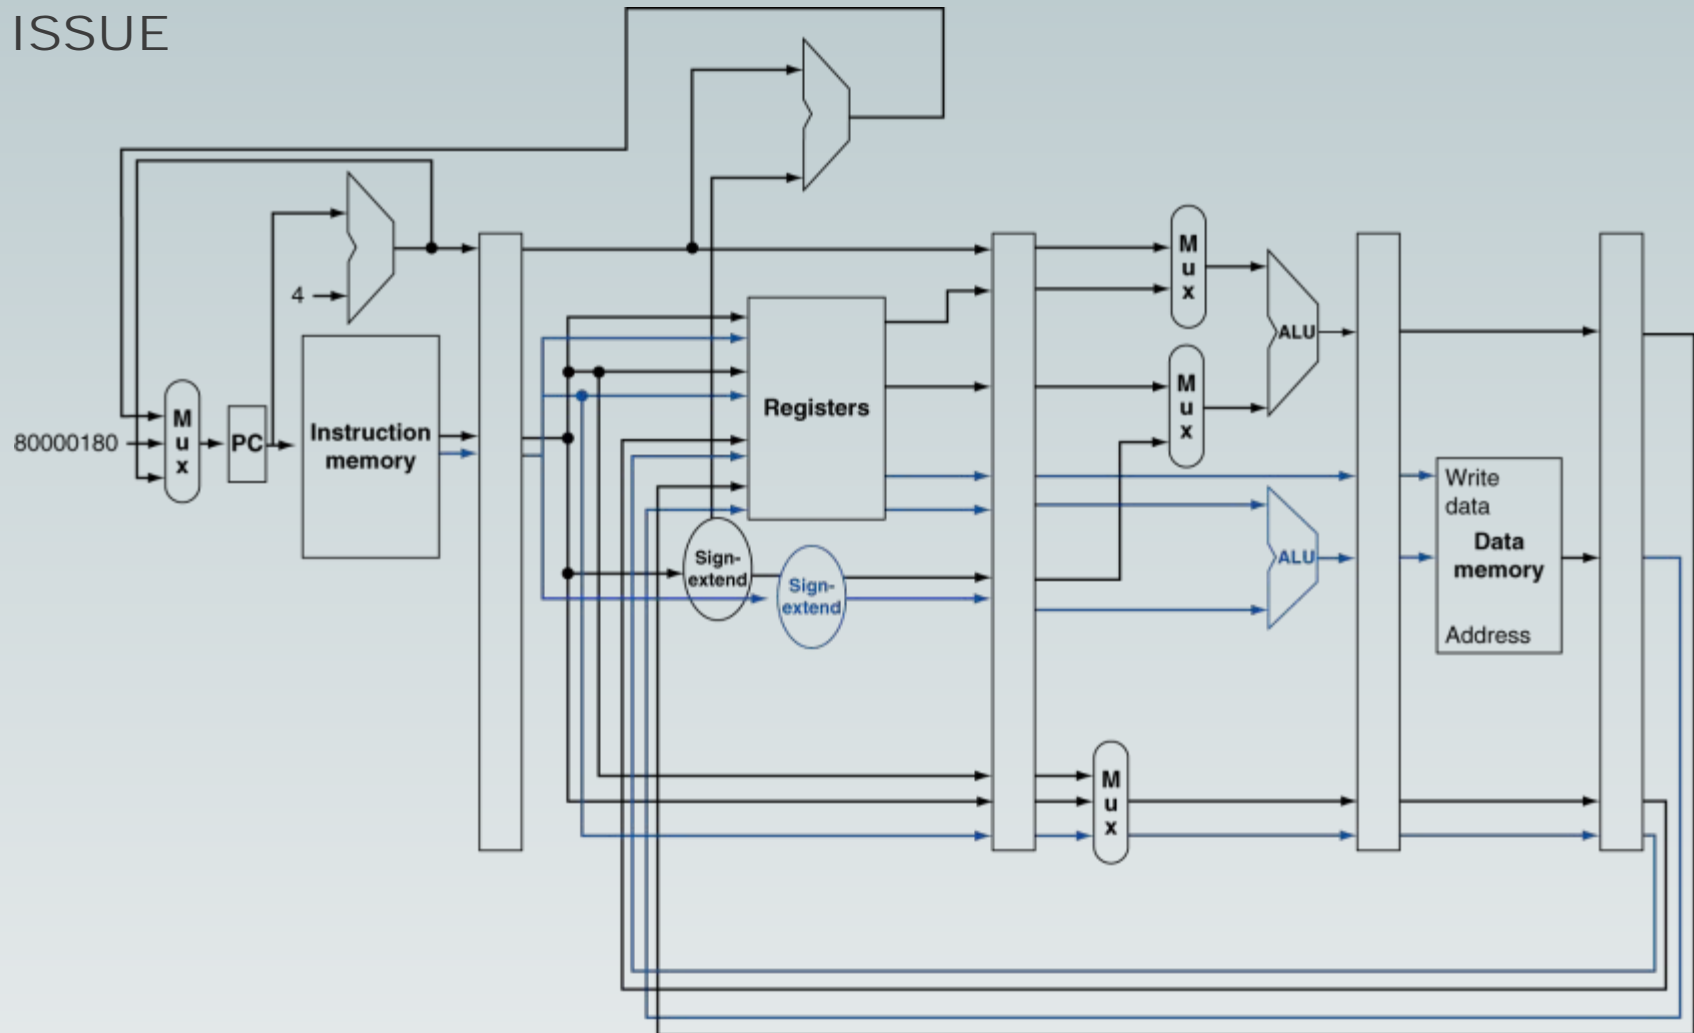 ISSUE
4
80000180
M
u
x
PC
Instruction
memory
Registers
Sign-
extend
Sign-
extend
M
u
x
M
u
x
ALU
ALU
M
u
x
Write
data
Data
memory
Address